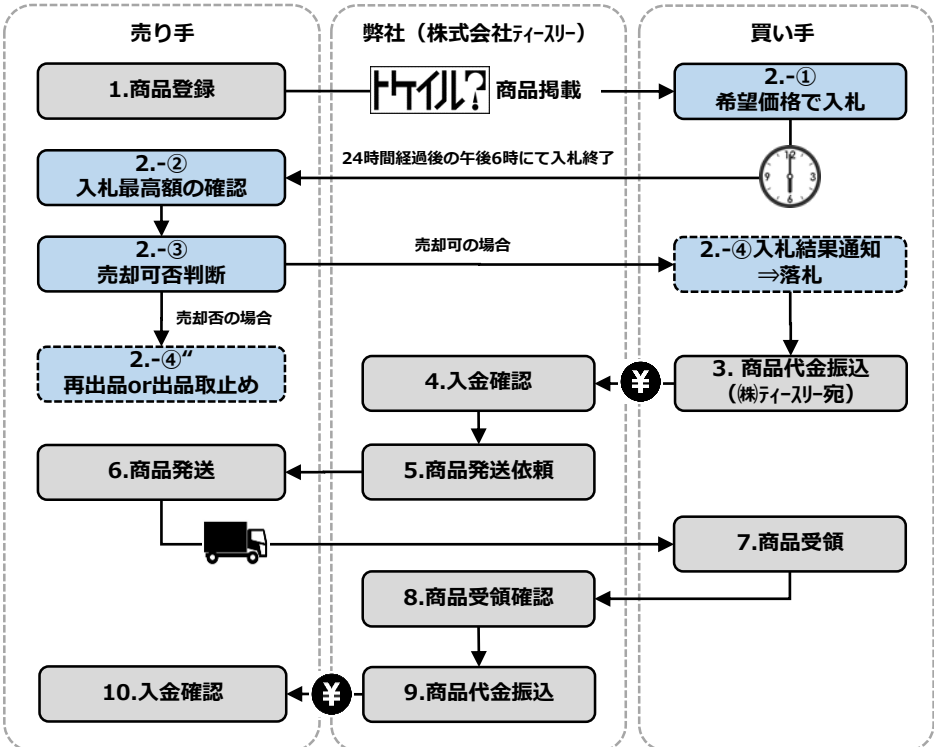 売り手
弊社（株式会社ティースリー）
買い手
1.商品登録
トケイル?
商品掲載
2.-①
希望価格で入札
24時間経過後の午後6時にて入札終了
12
3
6
9
2.-②
入札最高額の確認
2.-③
売却可否判断
売却可の場合
2.-④入札結果通知
⇒落札
売却否の場合
2.-④“
再出品or出品取止め
3. 商品代金振込
（㈱ティースリー宛）
¥
4.入金確認
5.商品発送依頼
6.商品発送
7.商品受領
8.商品受領確認
9.商品代金振込
¥
10.入金確認